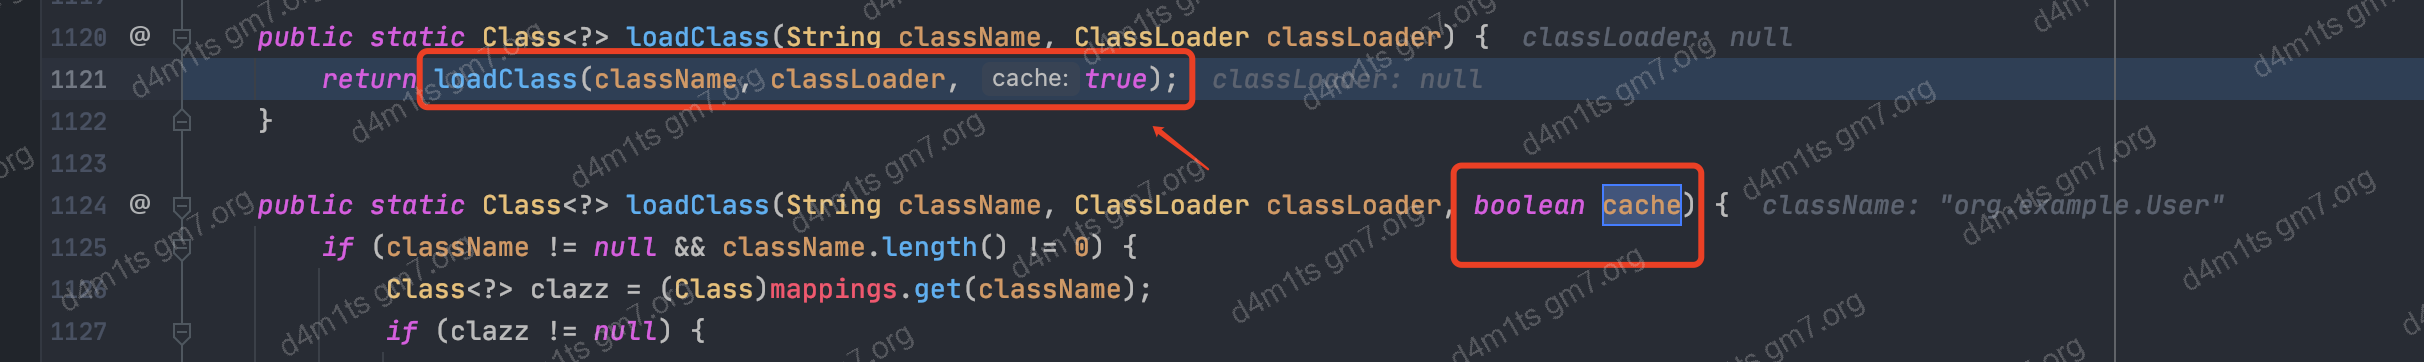 1120 @ public static Class<?> loadClass(String className, ClassLoader classLoader) { classLoader: null
1121 return loadClass(className, classLoader, cache: true); classLoader: null
1122 }
1123
1124 @ public static Class<?> loadClass(String className, ClassLoader classLoader, boolean cache) { className: "org.example.User"
1125 if (className != null && className.length() != 0) {
1126 Class<?> clazz = (Class)mappings.get(className);
1127 if (clazz != null) {
d4m1ts gm7.org